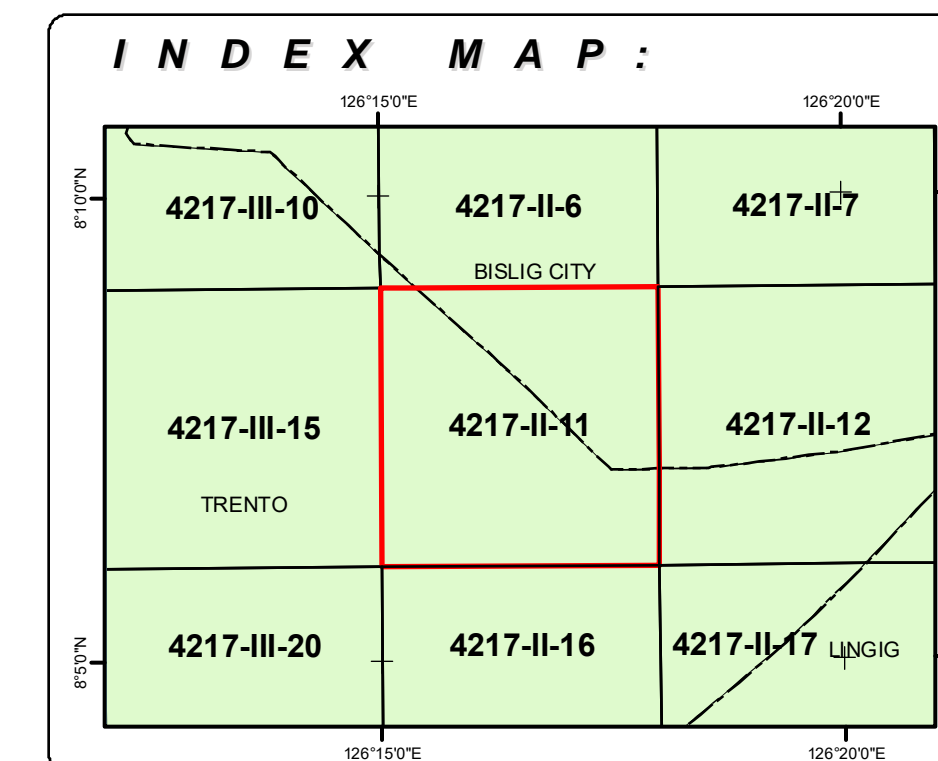 INDEX MAP:
126°15'0"E 126°20'0"E
8°10'0"N
4217-III-10 4217-II-6 4217-II-7
BISLIG CITY
4217-III-15 4217-II-11 4217-II-12
TRENTO
8°5'0"N
4217-III-20 4217-II-16 4217-II-17 LINGIG
126°15'0"E 126°20'0"E